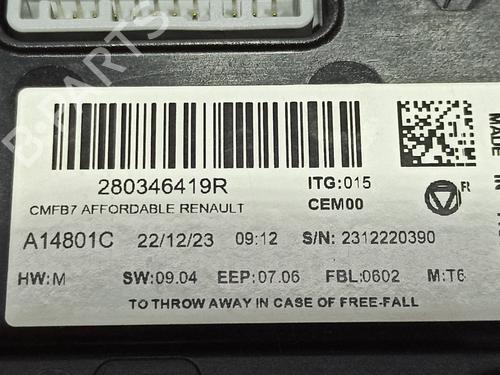 280346419R
ITG:015
CMFB7 AFFORDABLE RENAULT
CEM00
R
A14801C 22/12/23 09:12 S/N: 2312220390
HW:M SW:09.04 EEP:07.06 FBL:0602 M:T6
TO THROW AWAY IN CASE OF FREE-FALL
MADE
B-PARTS